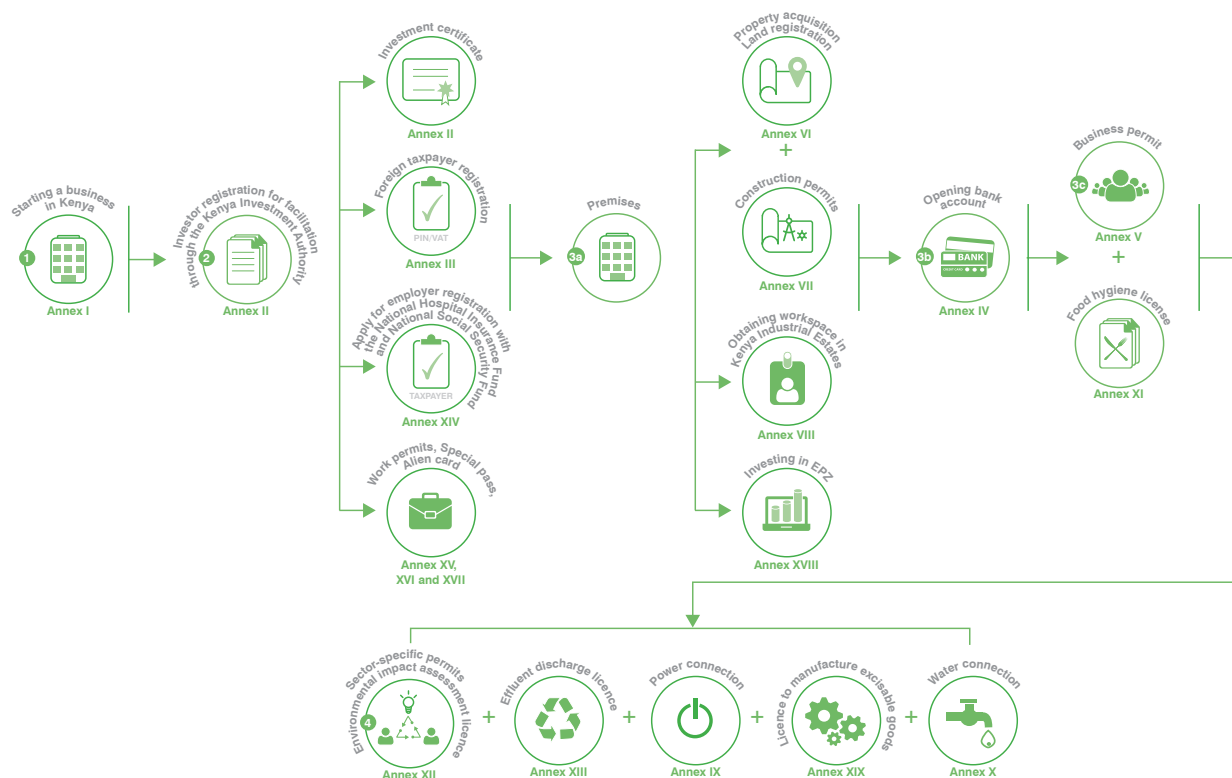 Starting a business
in Kenya
1
Annex I
Investor registration for facilitation
through the Kenya Investment Authority
2
Annex II
Investment certificate
Annex II
Foreign taxpayer registration
PIN/VAT
Annex III
Apply for employer registration with
the National Hospital Insurance Fund
and National Social Security Fund
TAXPAYER
Annex XIV
Work permits, Special pass,
Alien card
Annex XV,
XVI and XVII
Premises
3a
Property acquisition
Land registration
Annex VI
+
Construction permits
Annex VII
Obtaining workspace in
Kenya Industrial Estates
Annex VIII
Investing in EPZ
Annex XVIII
Opening bank
account
3b
BANK
CREDIT CARD
Annex IV
Business permit
3c
Annex V
+
Food hygiene license
Annex XI
Sector-specific permits
Environmental impact assessment licence
4
Annex XII
+
Effluent discharge licence
Annex XIII
+
Power connection
Annex IX
+
Licence to manufacture excisable goods
Annex XIX
+
Water connection
Annex X